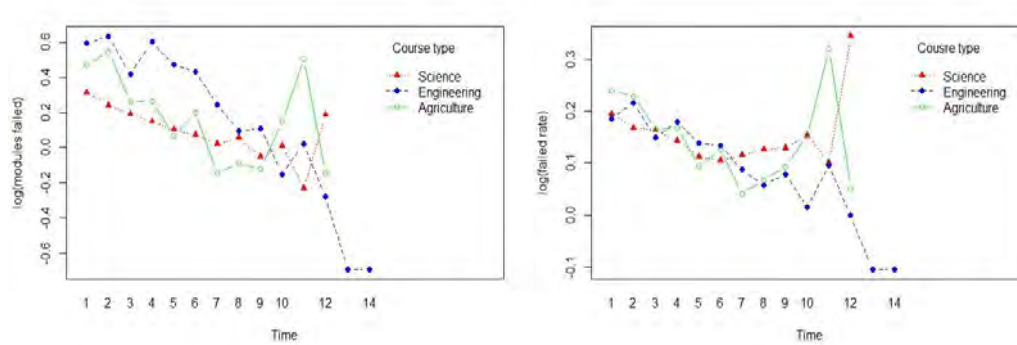 log(modules failed)
0.6
0.4
0.2
0.0
-0.2
-0.4
-0.6
Course type
Science
Engineering
Agriculture
1 2 3 4 5 6 7 8 9 10 12 14
Time
log(failed rate)
0.3
0.2
0.1
0.0
-0.1
Cousre type
Science
Engineering
Agriculture
1 2 3 4 5 6 7 8 9 10 12 14
Time